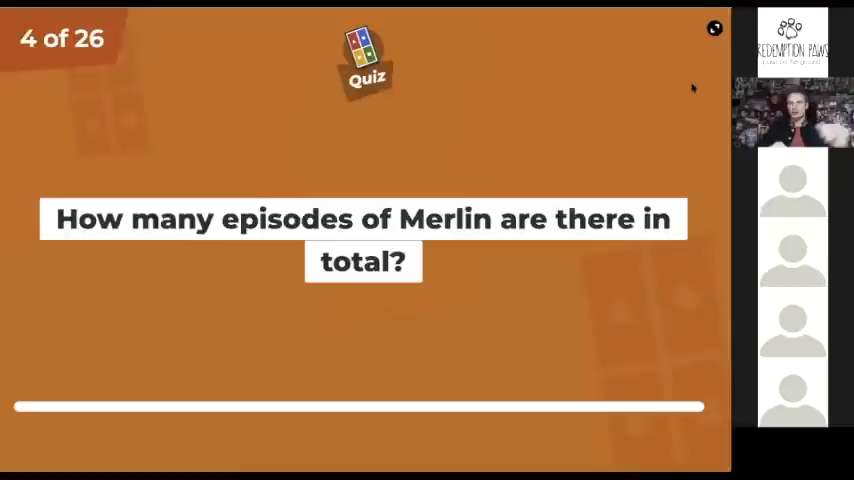 4 of 26
Quiz
How many episodes of Merlin are there in
total?
REDEMPTION PAWS